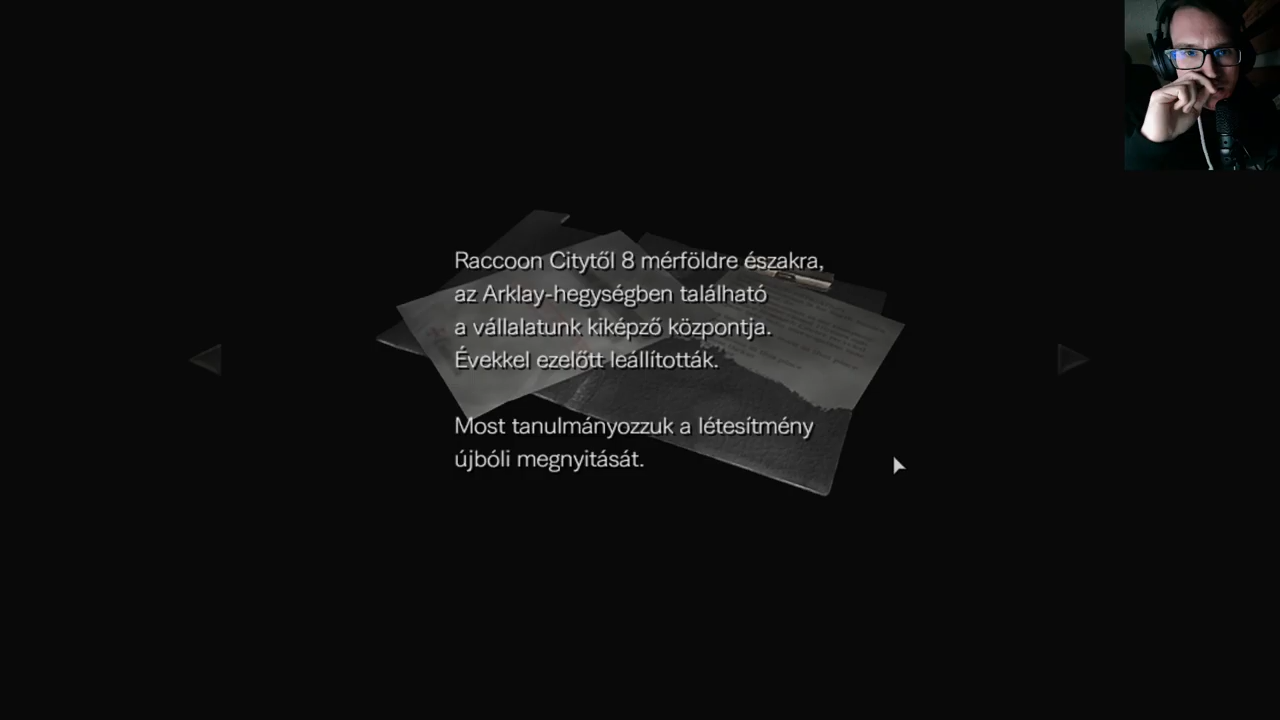 Raccoon Citytől 8 mérföldre északra,
az Arklay-hegységben található
a vállalatunk kiképző központja.
Évekkel ezelőtt leállították.
Most tanulmányozzuk a létesítmény
újbóli megnyitását.